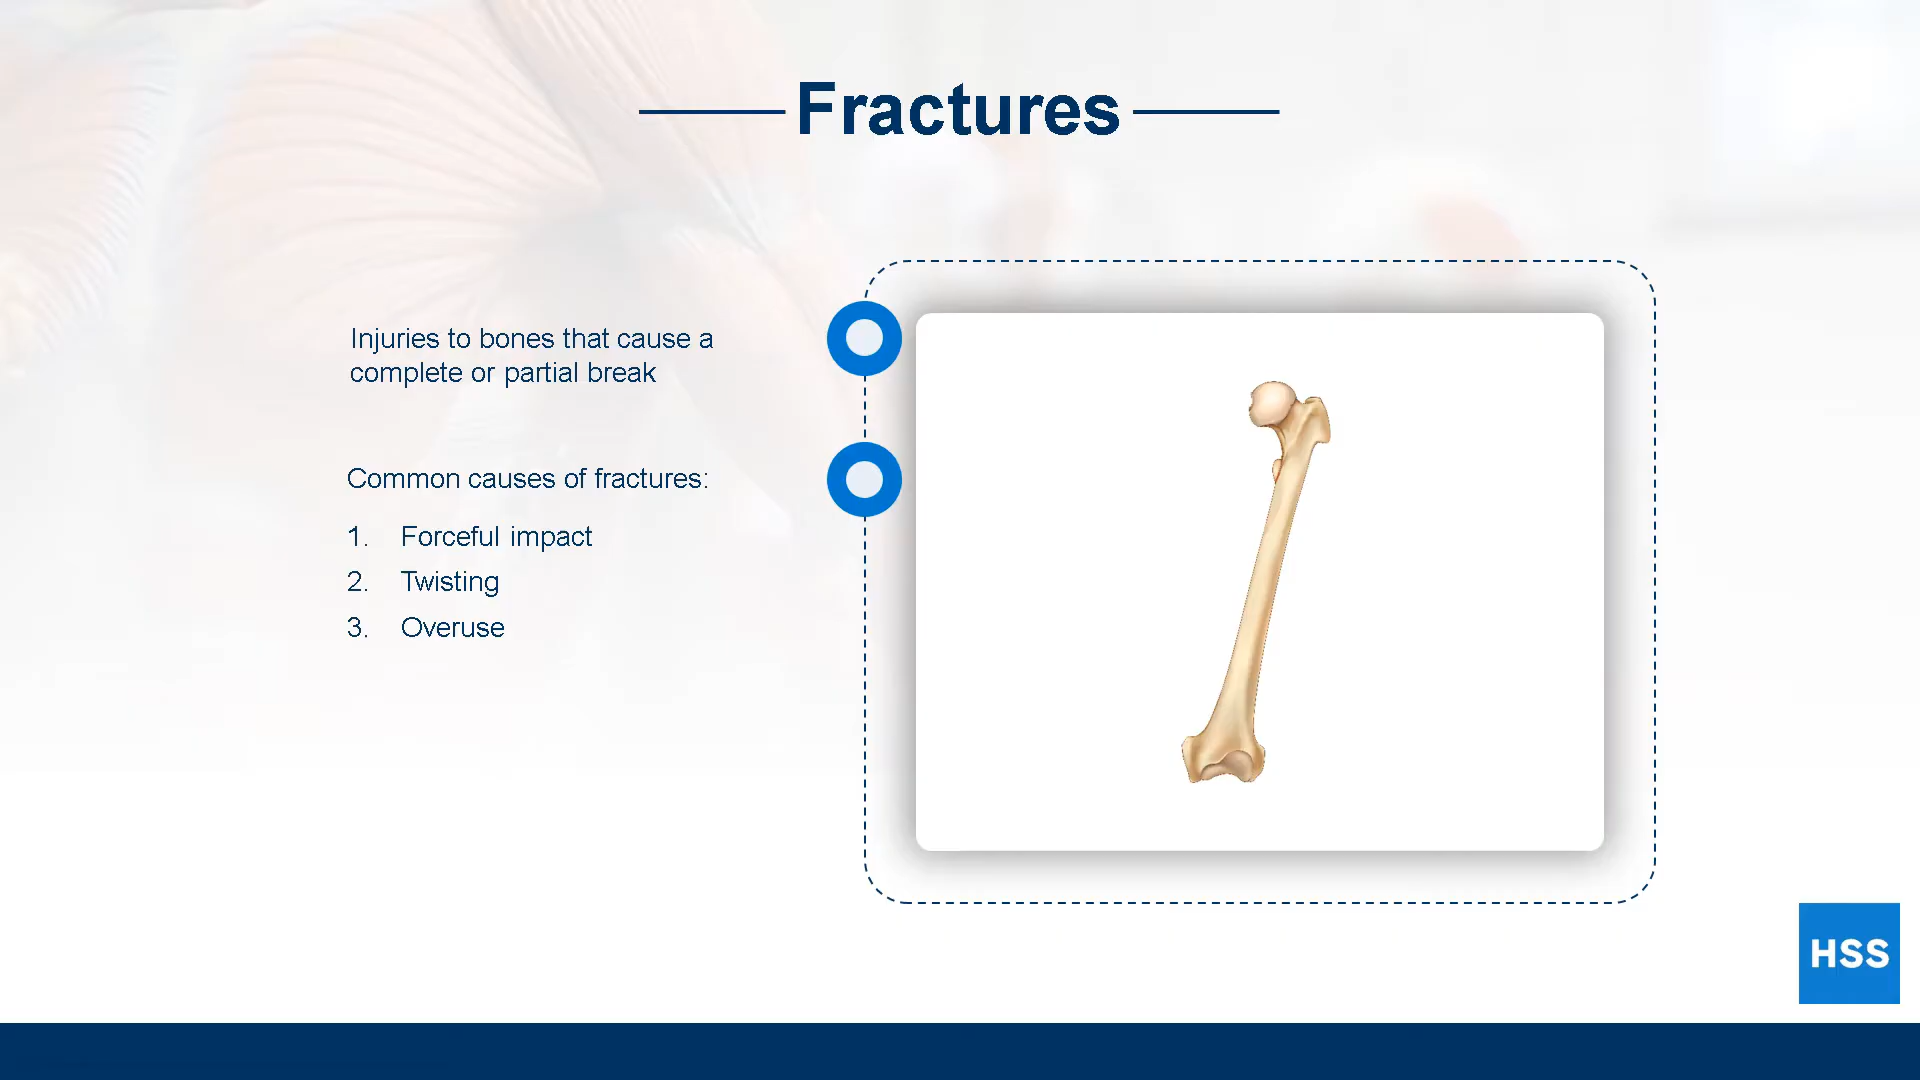 Fractures
Injuries to bones that cause a
complete or partial break
Common causes of fractures:
1. Forceful impact
2. Twisting
3. Overuse
HSS